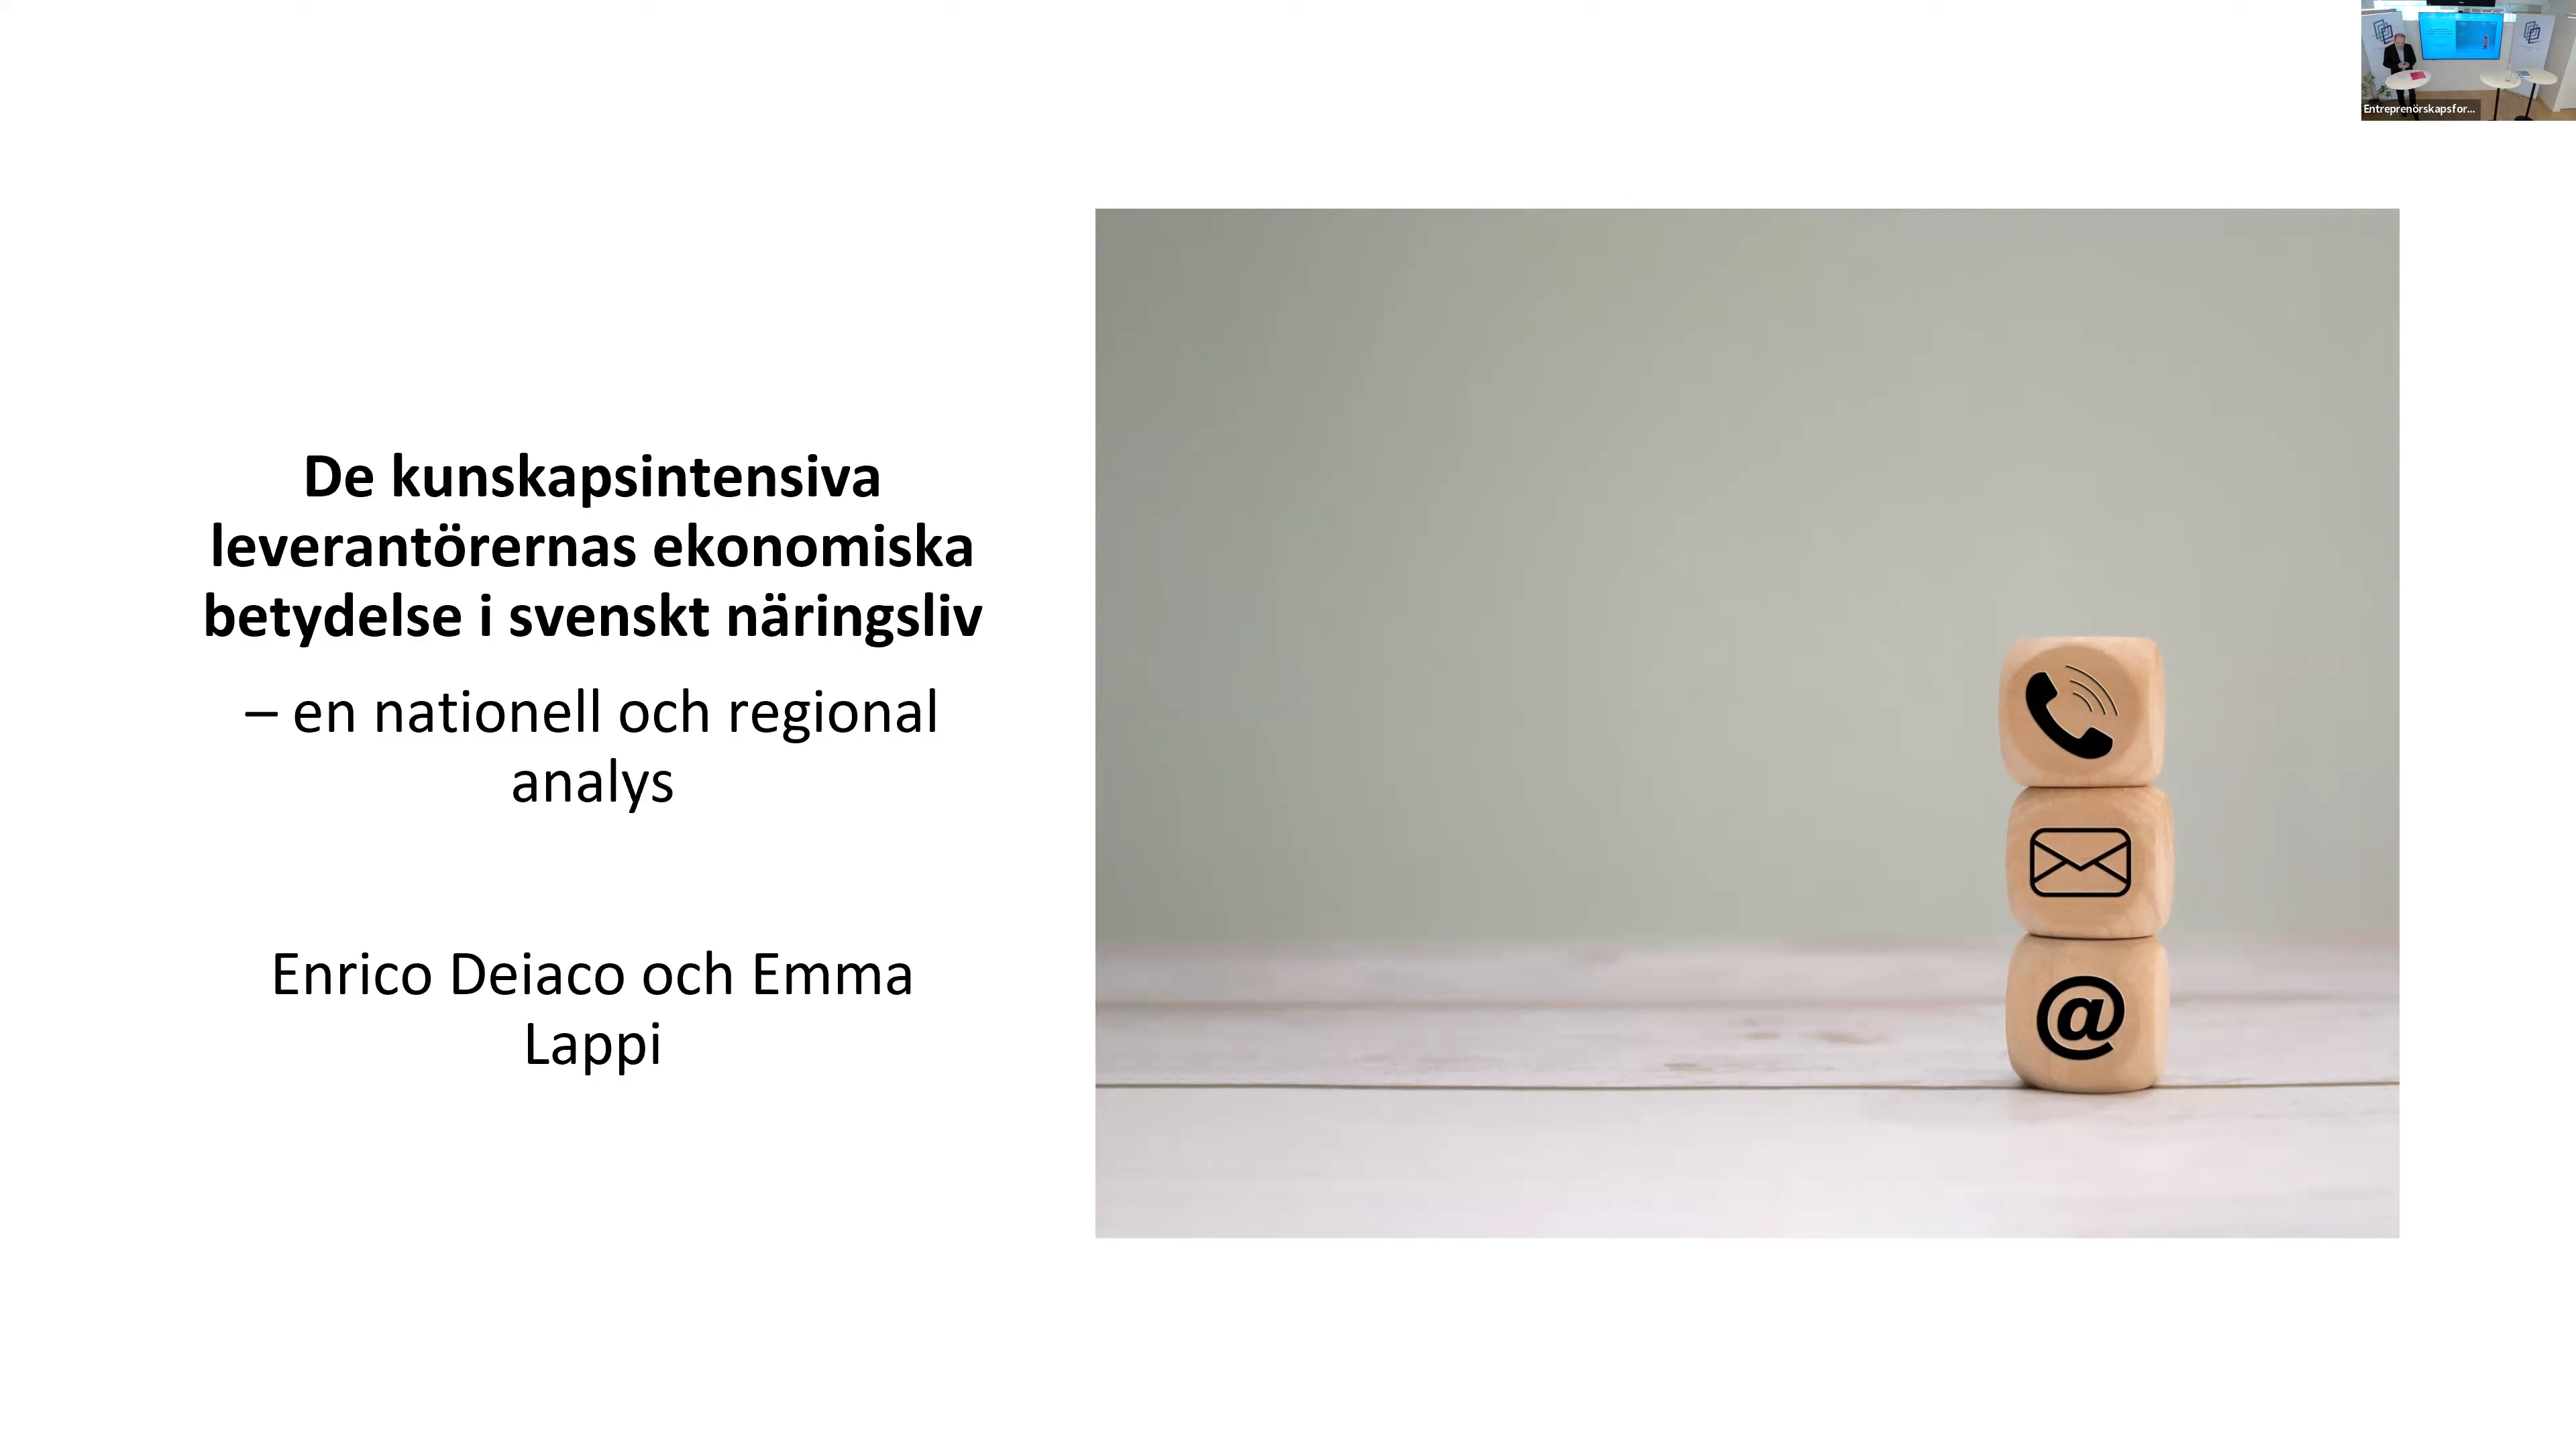 Entreprenörskapsfor...
De kunskapsintensiva
leverantörernas ekonomiska
betydelse i svenskt näringsliv
– en nationell och regional
analys
Enrico Deiaco och Emma
Lappi
@